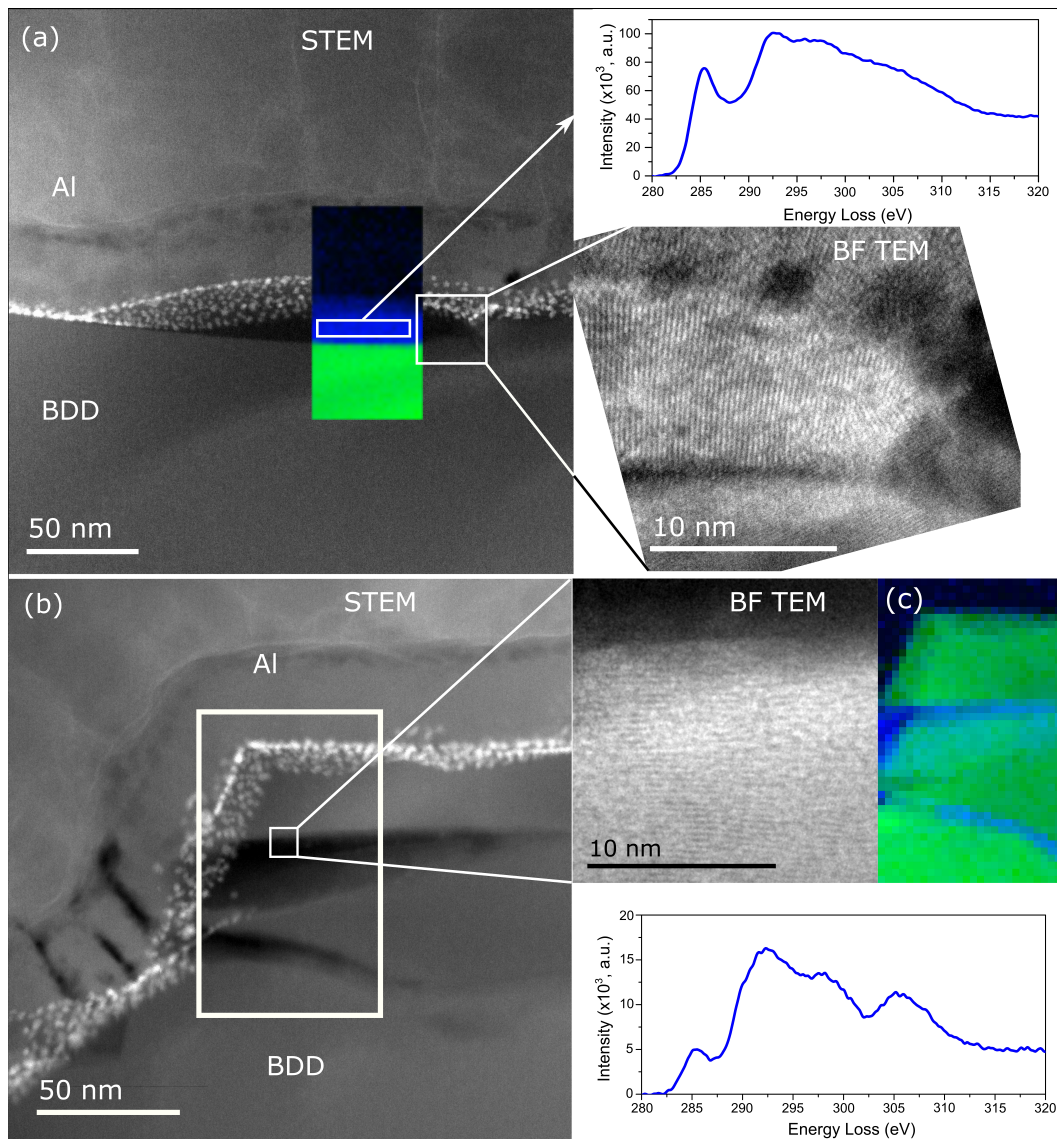 (a)
STEM
Al
BDD
50 nm
Intensity (x10³, a.u.)
100
80
60
40
20
0
280 285 290 295 300 305 310 315 320
Energy Loss (eV)
BF TEM
10 nm
(b)
STEM
Al
BDD
50 nm
BF TEM
10 nm
(c)
Intensity (x10³, a.u.)
20
15
10
5
0
280 285 290 295 300 305 310 315 320
Energy Loss (eV)